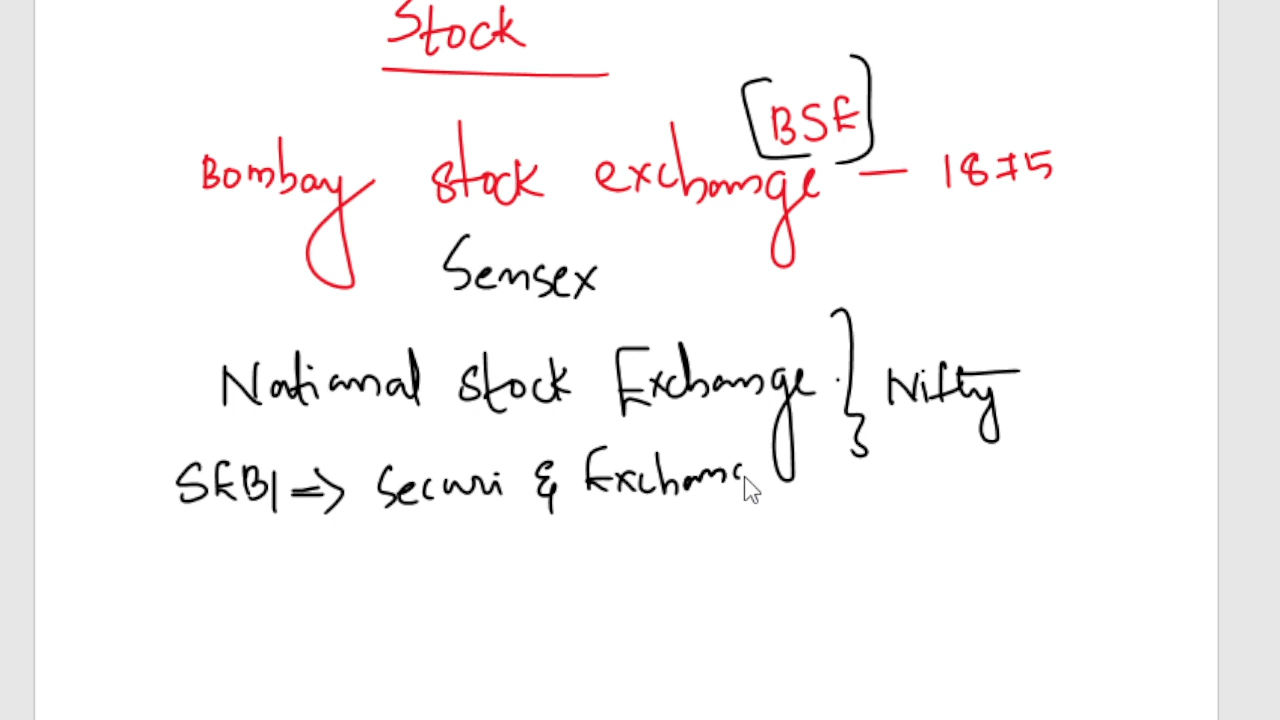 Stock
[BSE]
Bombay stock exchange - 1875
Sensex
National stock Exchange } Nifty
SEBI => Securi & Exchang